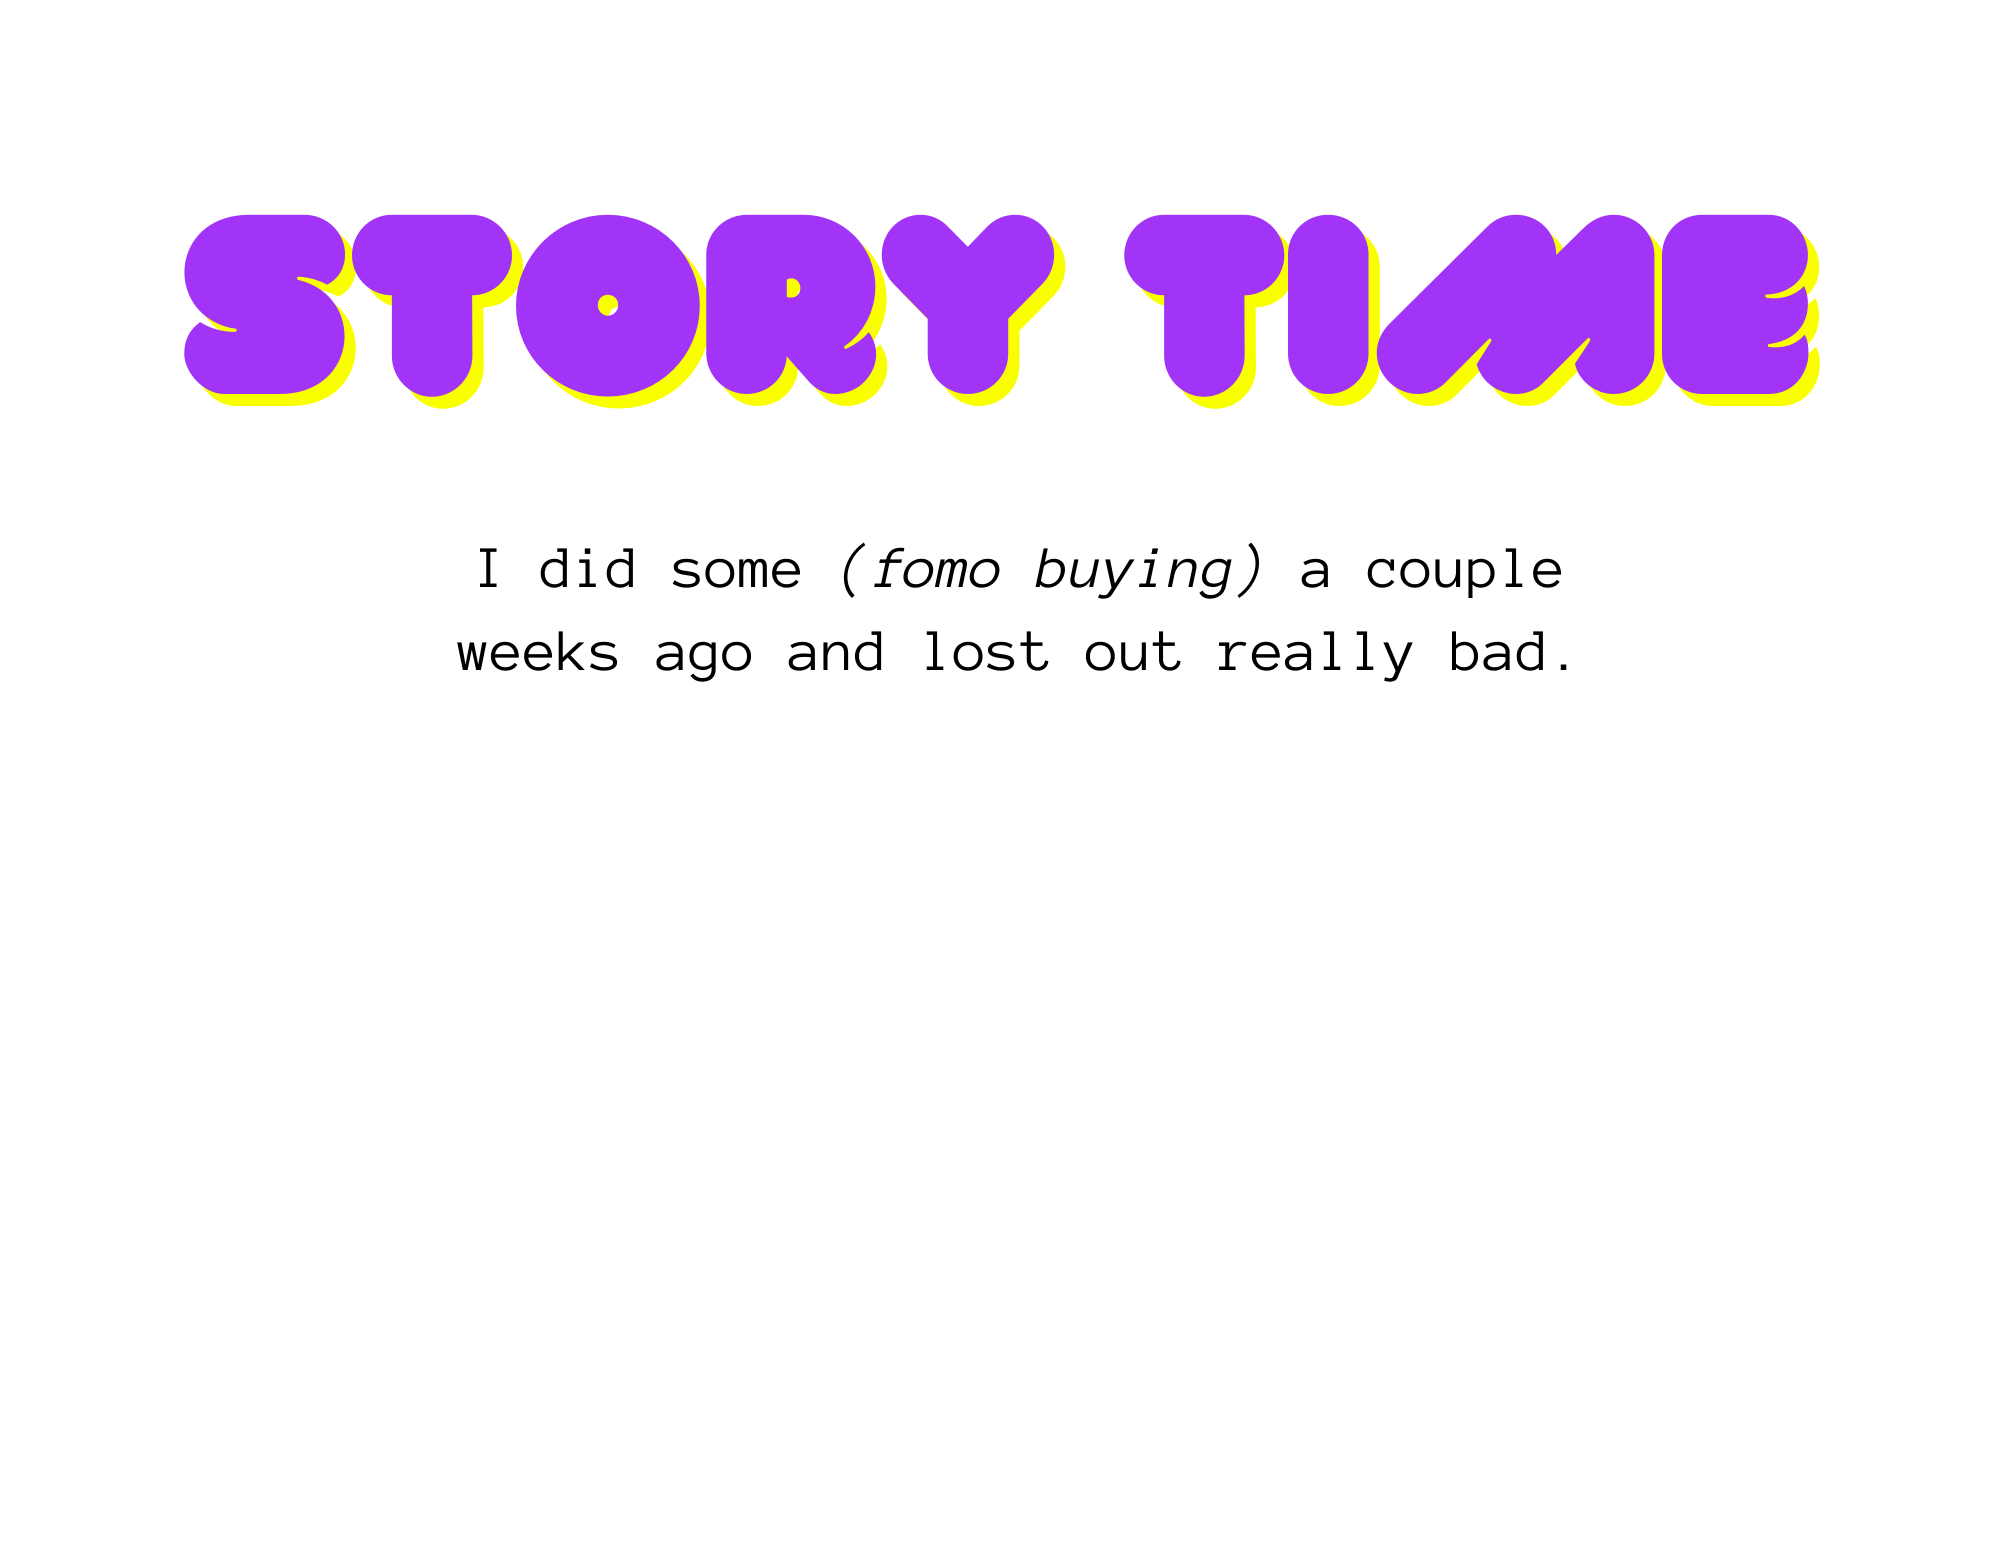 STORY TIME
I did some (fomo buying) a couple
weeks ago and lost out really bad.